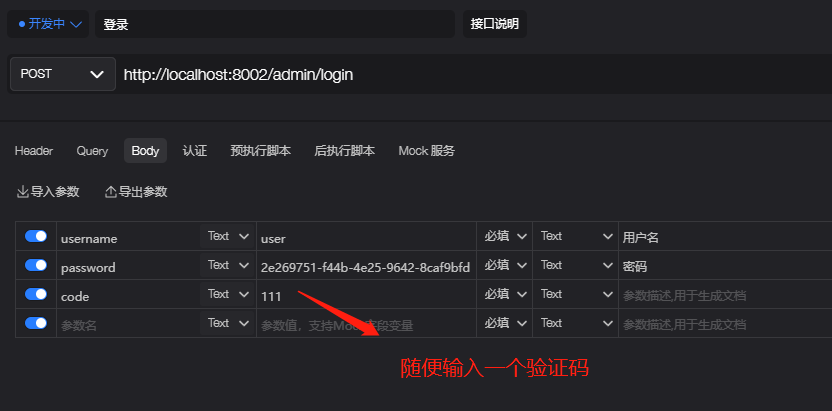 开发中 登录 接口说明
POST http://localhost:8002/admin/login
Header Query Body 认证 预执行脚本 后执行脚本 Mock 服务
导入参数 导出参数
username Text user 必填 Text 用户名
password Text 2e269751-f44b-4e25-9642-8caf9bfd 必填 Text 密码
code Text 111 必填 Text 参数描述,用于生成文档
参数名 Text 参数值，支持Mock字段变量 必填 Text 参数描述,用于生成文档
随便输入一个验证码